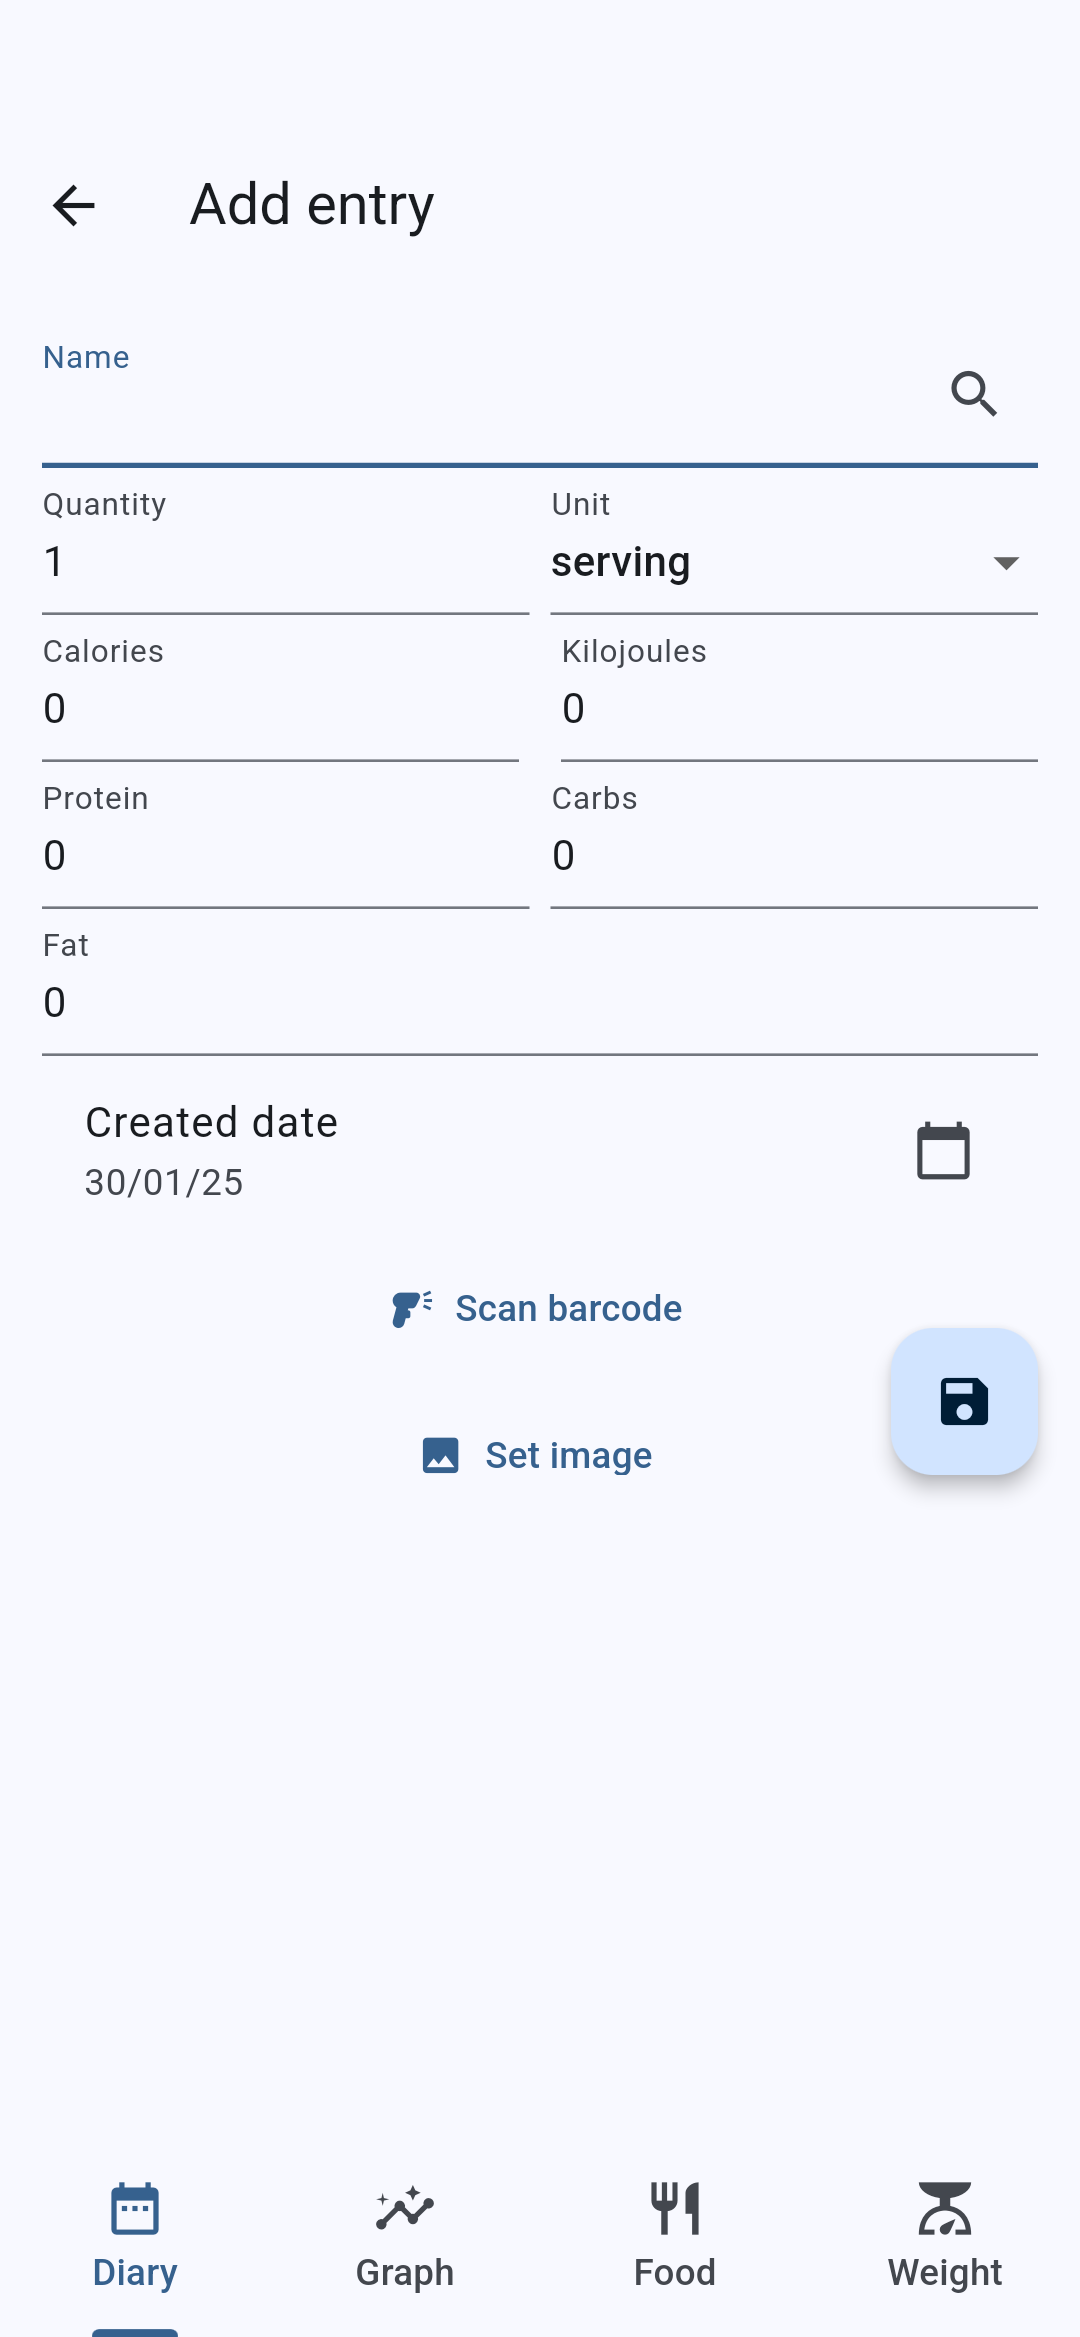 Add entry
Name
Quantity Unit
1 serving
Calories Kilojoules
0 0
Protein Carbs
0 0
Fat
0
Created date
30/01/25
Scan barcode
Set image
Diary Graph Food Weight